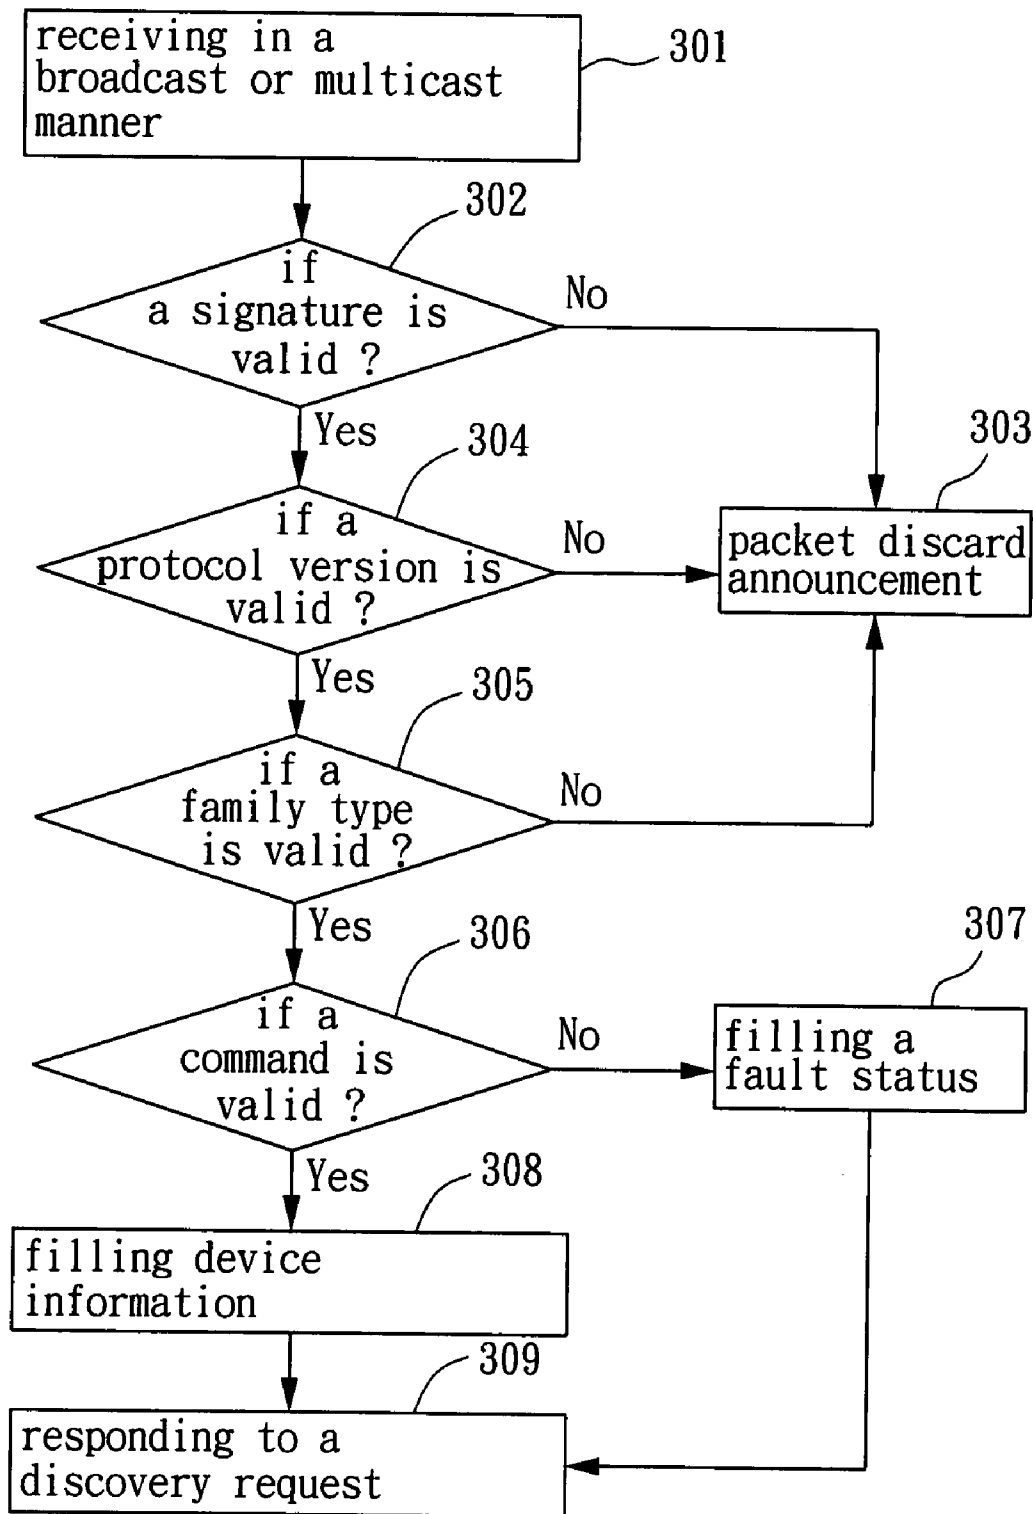 receiving in a
broadcast or multicast
manner
301
302
if
a signature is
valid ?
No
Yes
303
304
if a
protocol version is
valid ?
No
packet discard
announcement
Yes
305
if a
family type
is valid ?
No
Yes
306
307
if a
command is
valid ?
No
filling a
fault status
Yes
308
filling device
information
309
responding to a
discovery request